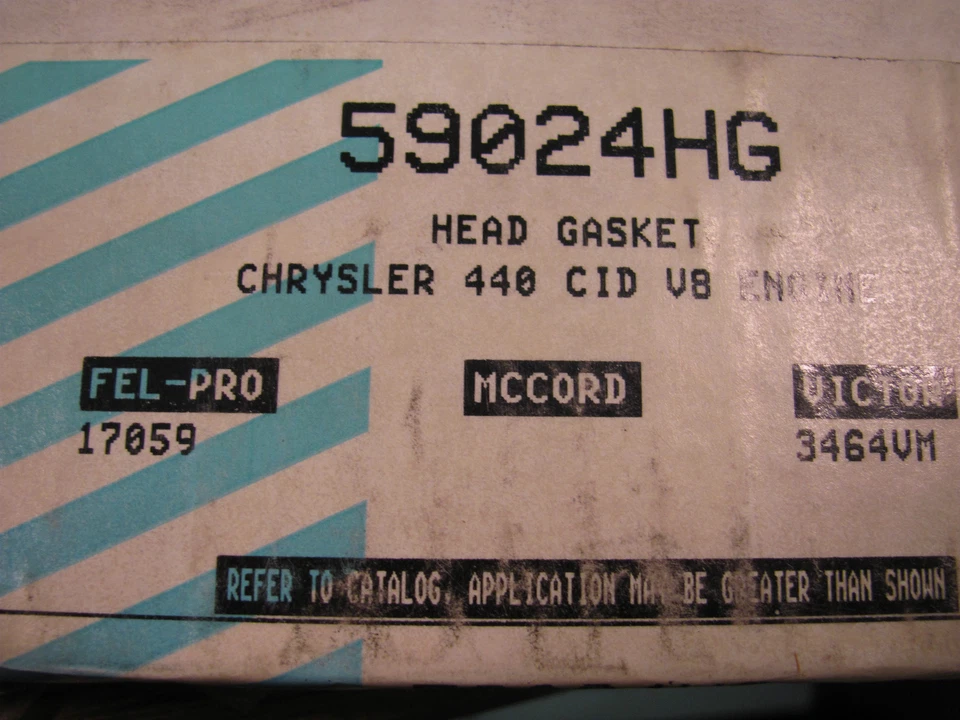 59024HG
HEAD GASKET
CHRYSLER 440 CID V8 ENGINE
FEL-PRO MCCORD VICTOR
17059 3464VM
REFER TO CATALOG, APPLICATION MAY BE GREATER THAN SHOWN